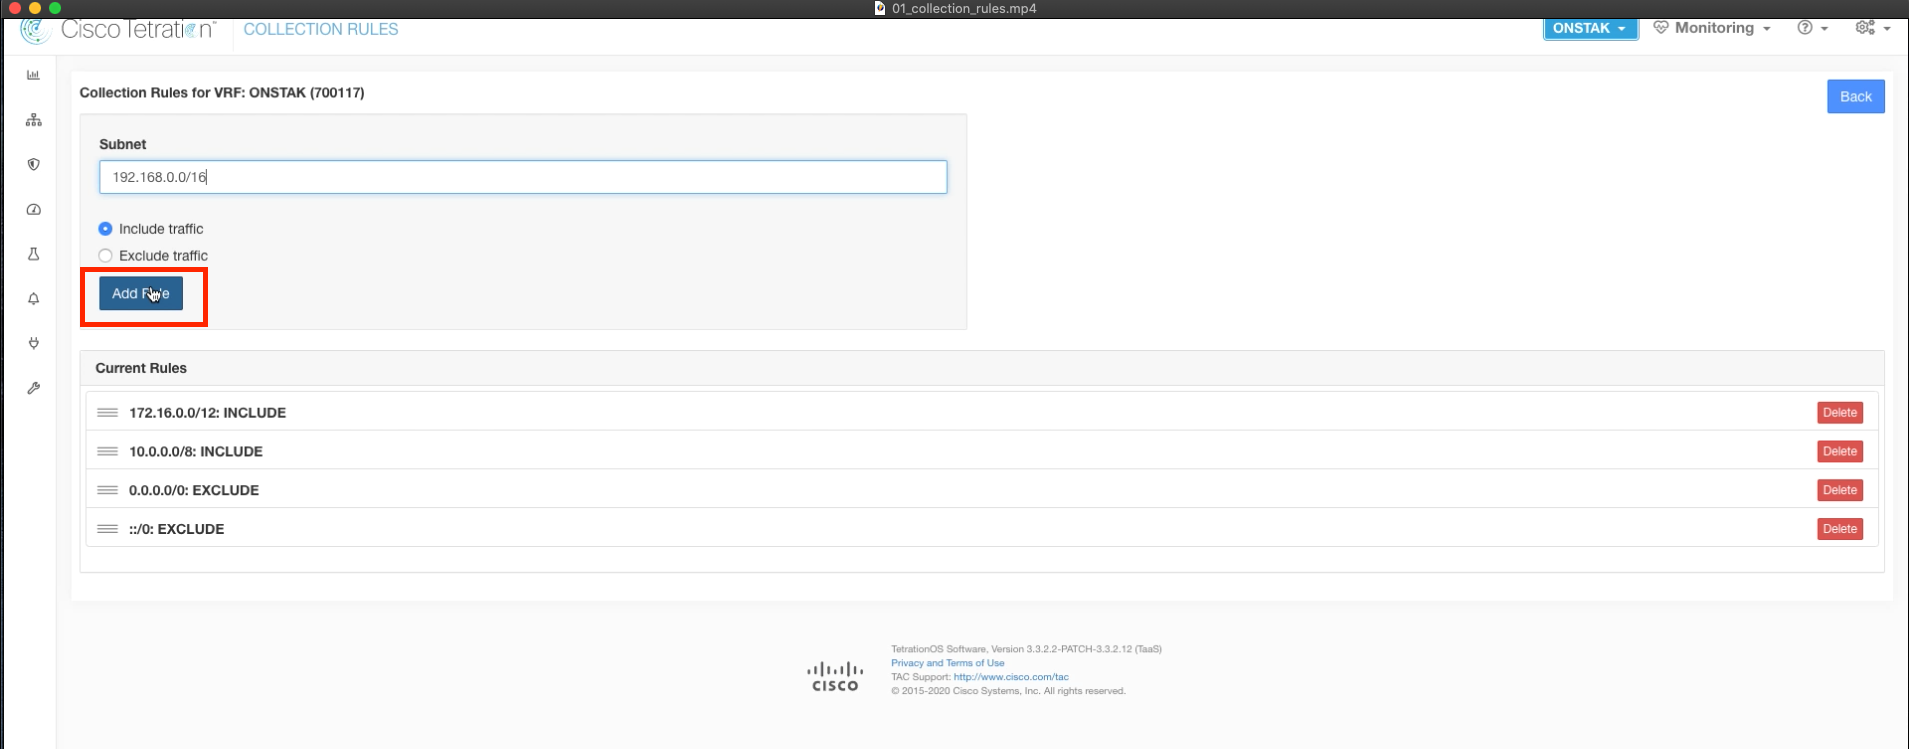 01_collection_rules.mp4
Cisco Tetration™ COLLECTION RULES
ONSTAK
Monitoring
Collection Rules for VRF: ONSTAK (700117)
Back
Subnet
192.168.0.0/16
Include traffic
Exclude traffic
Add
Current Rules
172.16.0.0/12: INCLUDE
Delete
10.0.0.0/8: INCLUDE
Delete
0.0.0.0/0: EXCLUDE
Delete
::/0: EXCLUDE
Delete
CISCO
TetrationOS Software, Version 3.3.2.2-PATCH-3.3.2.12 (TaaS)
Privacy and Terms of Use
TAC Support: http://www.cisco.com/tac
© 2015-2020 Cisco Systems, Inc. All rights reserved.